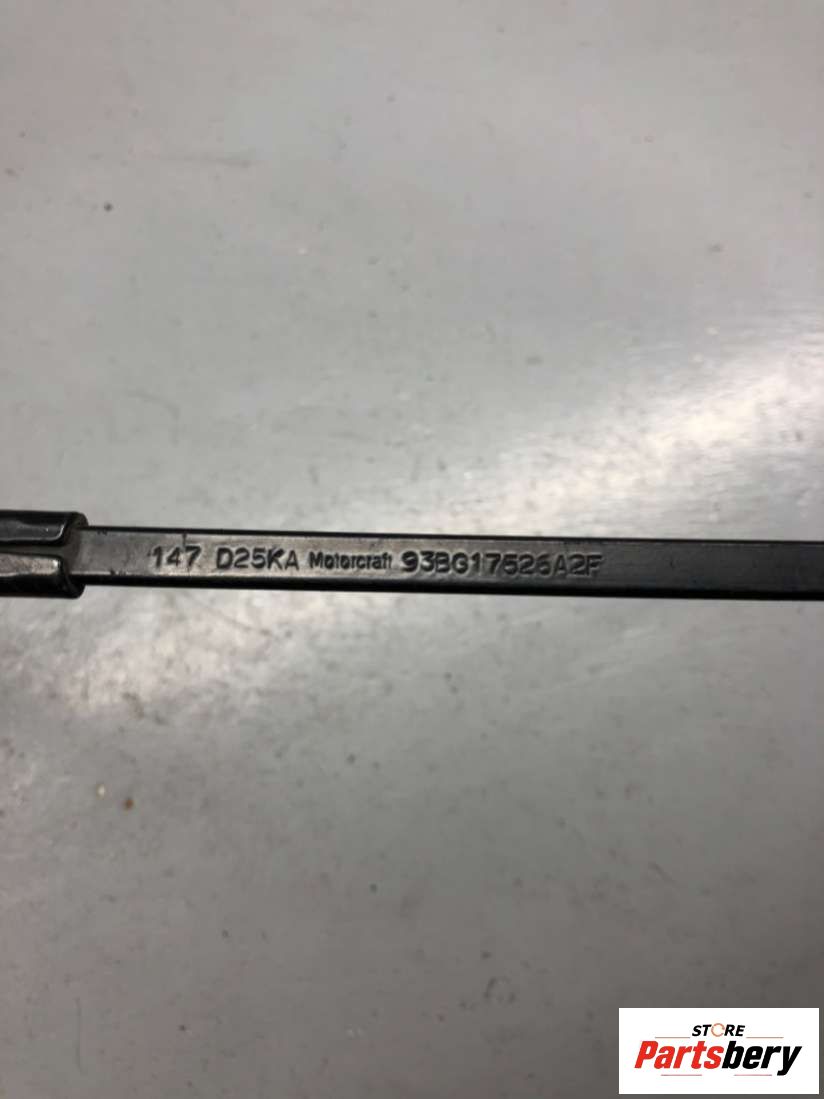 147 D25KA Motorcraft 93BG17526A2F
STORE
Partsbery